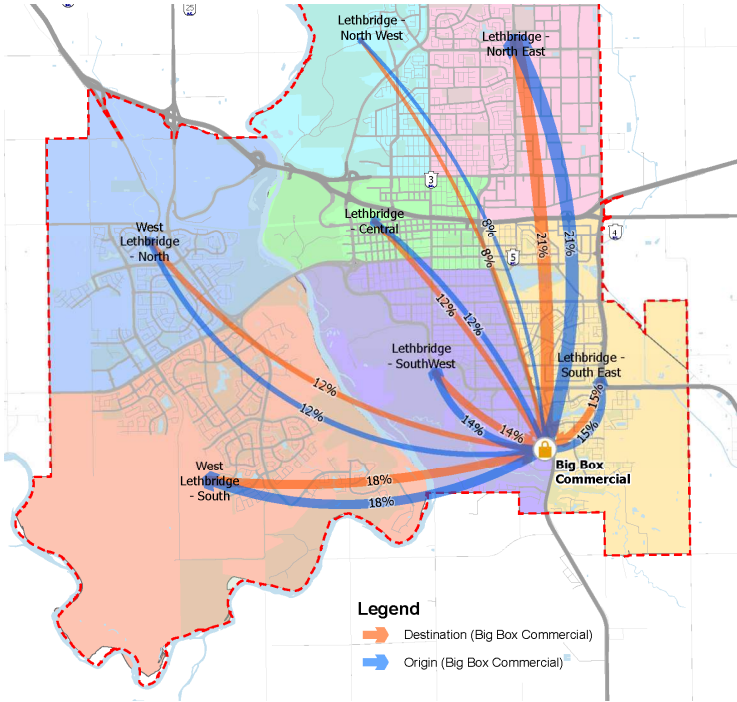 25
Lethbridge -
North West
Lethbridge -
North East
3
Lethbridge
- Central
West
Lethbridge
- North
8%
21%
21%
4
8%
5
12%
12%
Lethbridge
- SouthWest
Lethbridge -
South East
12%
12%
15%
14%
14%
15%
West
Lethbridge
- South
18%
18%
Big Box
Commercial
Legend
Destination (Big Box Commercial)
Origin (Big Box Commercial)